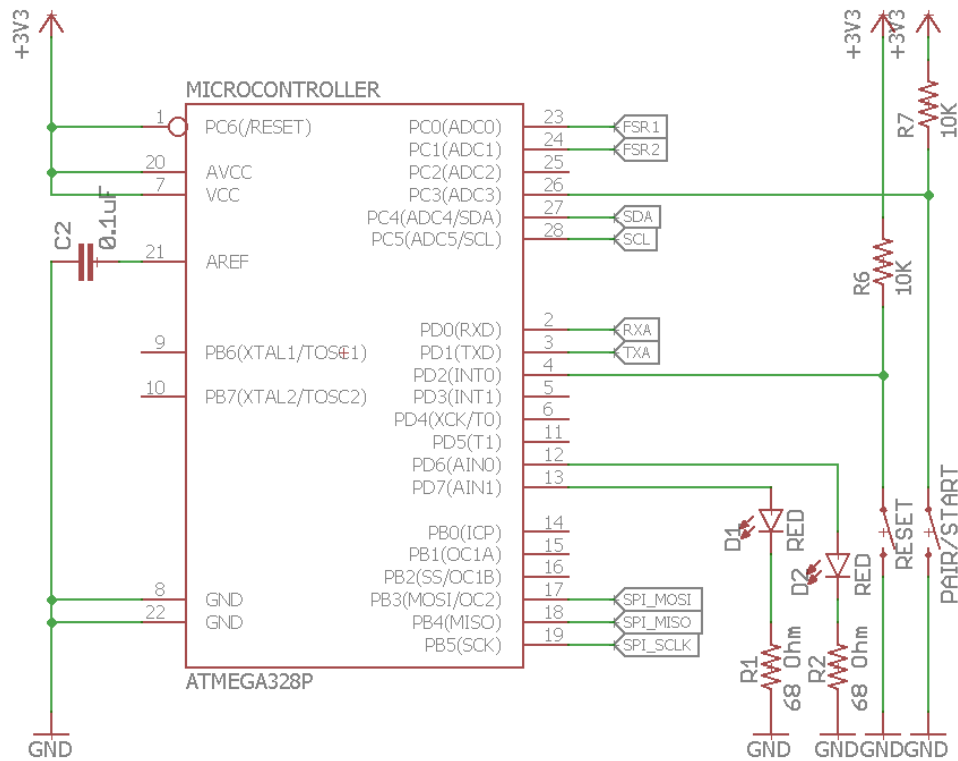 +3V3
+3V3
+3V3
MICROCONTROLLER
1
PC6(/RESET)
20
AVCC
7
VCC
C2
0.1uF
21
AREF
9
PB6(XTAL1/TOSC1)
10
PB7(XTAL2/TOSC2)
8
GND
22
GND
PC0(ADC0)
23
FSR1
PC1(ADC1)
24
FSR2
PC2(ADC2)
25
PC3(ADC3)
26
PC4(ADC4/SDA)
27
SDA
PC5(ADC5/SCL)
28
SCL
PD0(RXD)
2
RXA
PD1(TXD)
3
TXA
PD2(INT0)
4
PD3(INT1)
5
PD4(XCK/T0)
6
PD5(T1)
11
PD6(AIN0)
12
PD7(AIN1)
13
PB0(ICP)
14
PB1(OC1A)
15
PB2(SS/OC1B)
16
PB3(MOSI/OC2)
17
SPI_MOSI
PB4(MISO)
18
SPI_MISO
PB5(SCK)
19
SPI_SCLK
ATMEGA328P
R7
10K
R6
10K
D1
RED
D2
RED
RESET
PAIR/START
R1
68 Ohm
R2
68 Ohm
GND
GND
GND
GND
GND